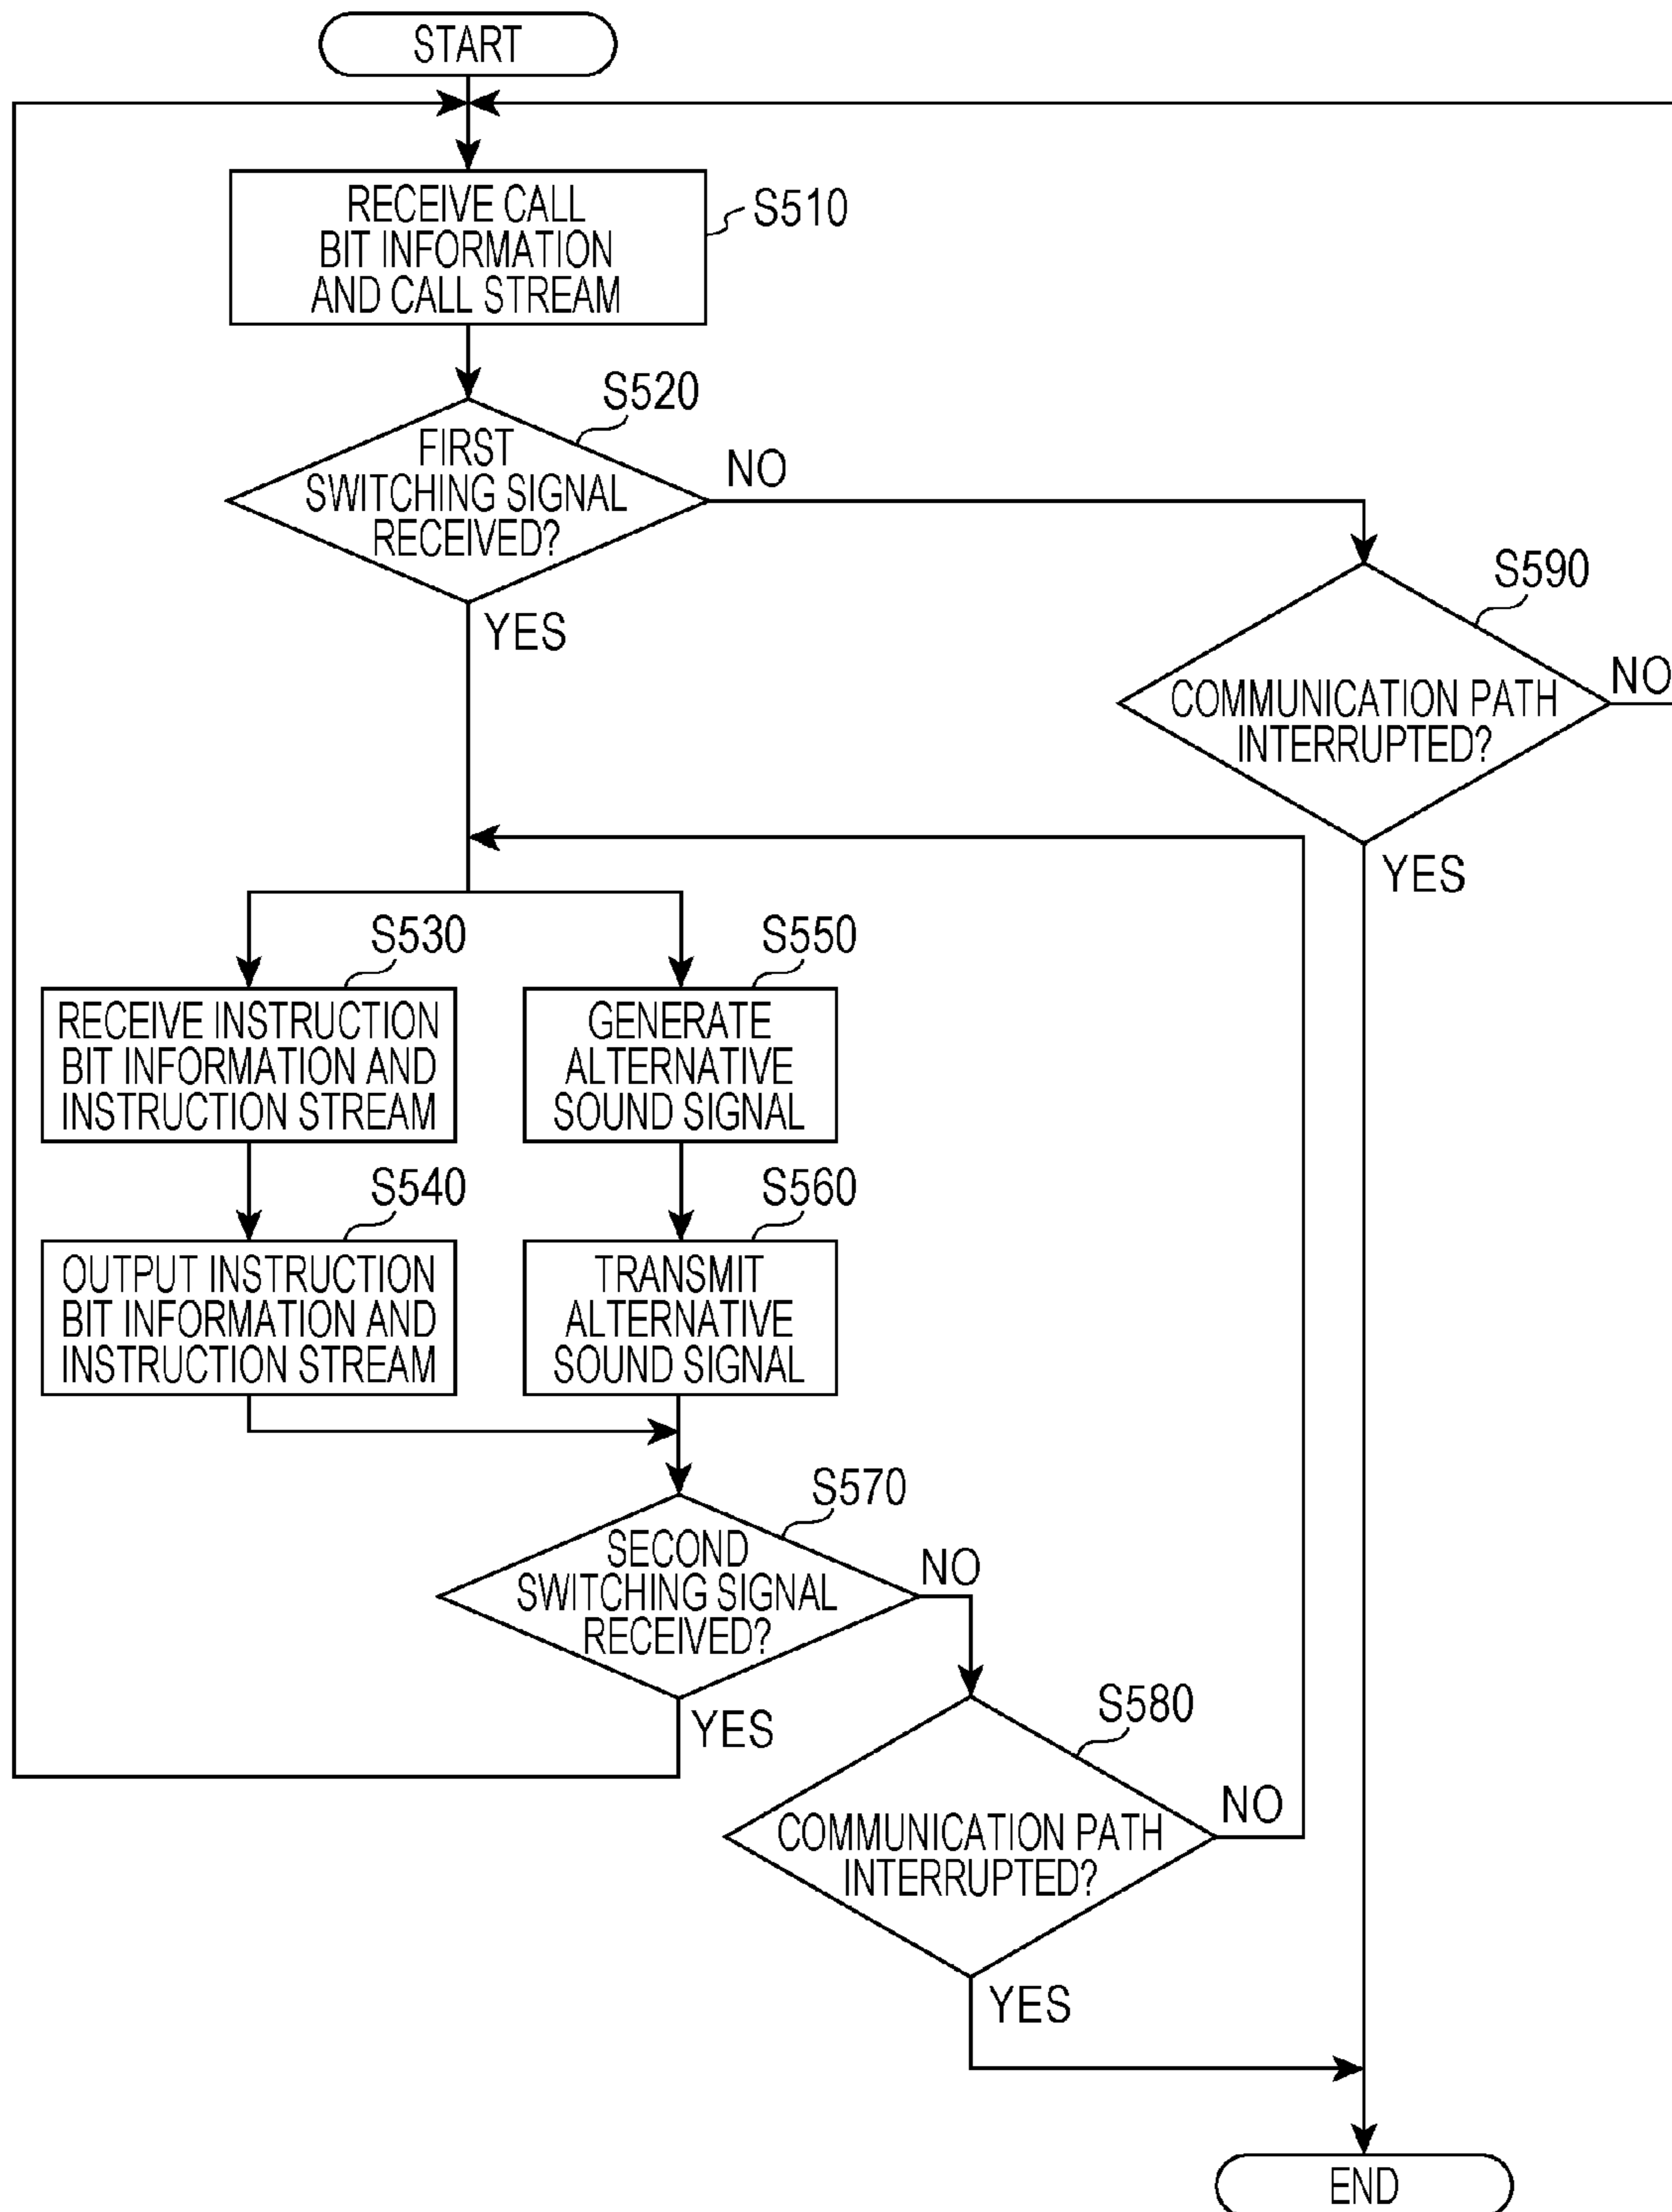 START
RECEIVE CALL
BIT INFORMATION
AND CALL STREAM
S510
S520
FIRST
SWITCHING SIGNAL
RECEIVED?
NO
YES
S590
COMMUNICATION PATH
INTERRUPTED?
NO
YES
S530
RECEIVE INSTRUCTION
BIT INFORMATION AND
INSTRUCTION STREAM
S550
GENERATE
ALTERNATIVE
SOUND SIGNAL
S540
OUTPUT INSTRUCTION
BIT INFORMATION AND
INSTRUCTION STREAM
S560
TRANSMIT
ALTERNATIVE
SOUND SIGNAL
S570
SECOND
SWITCHING SIGNAL
RECEIVED?
NO
YES
S580
COMMUNICATION PATH
INTERRUPTED?
NO
YES
END